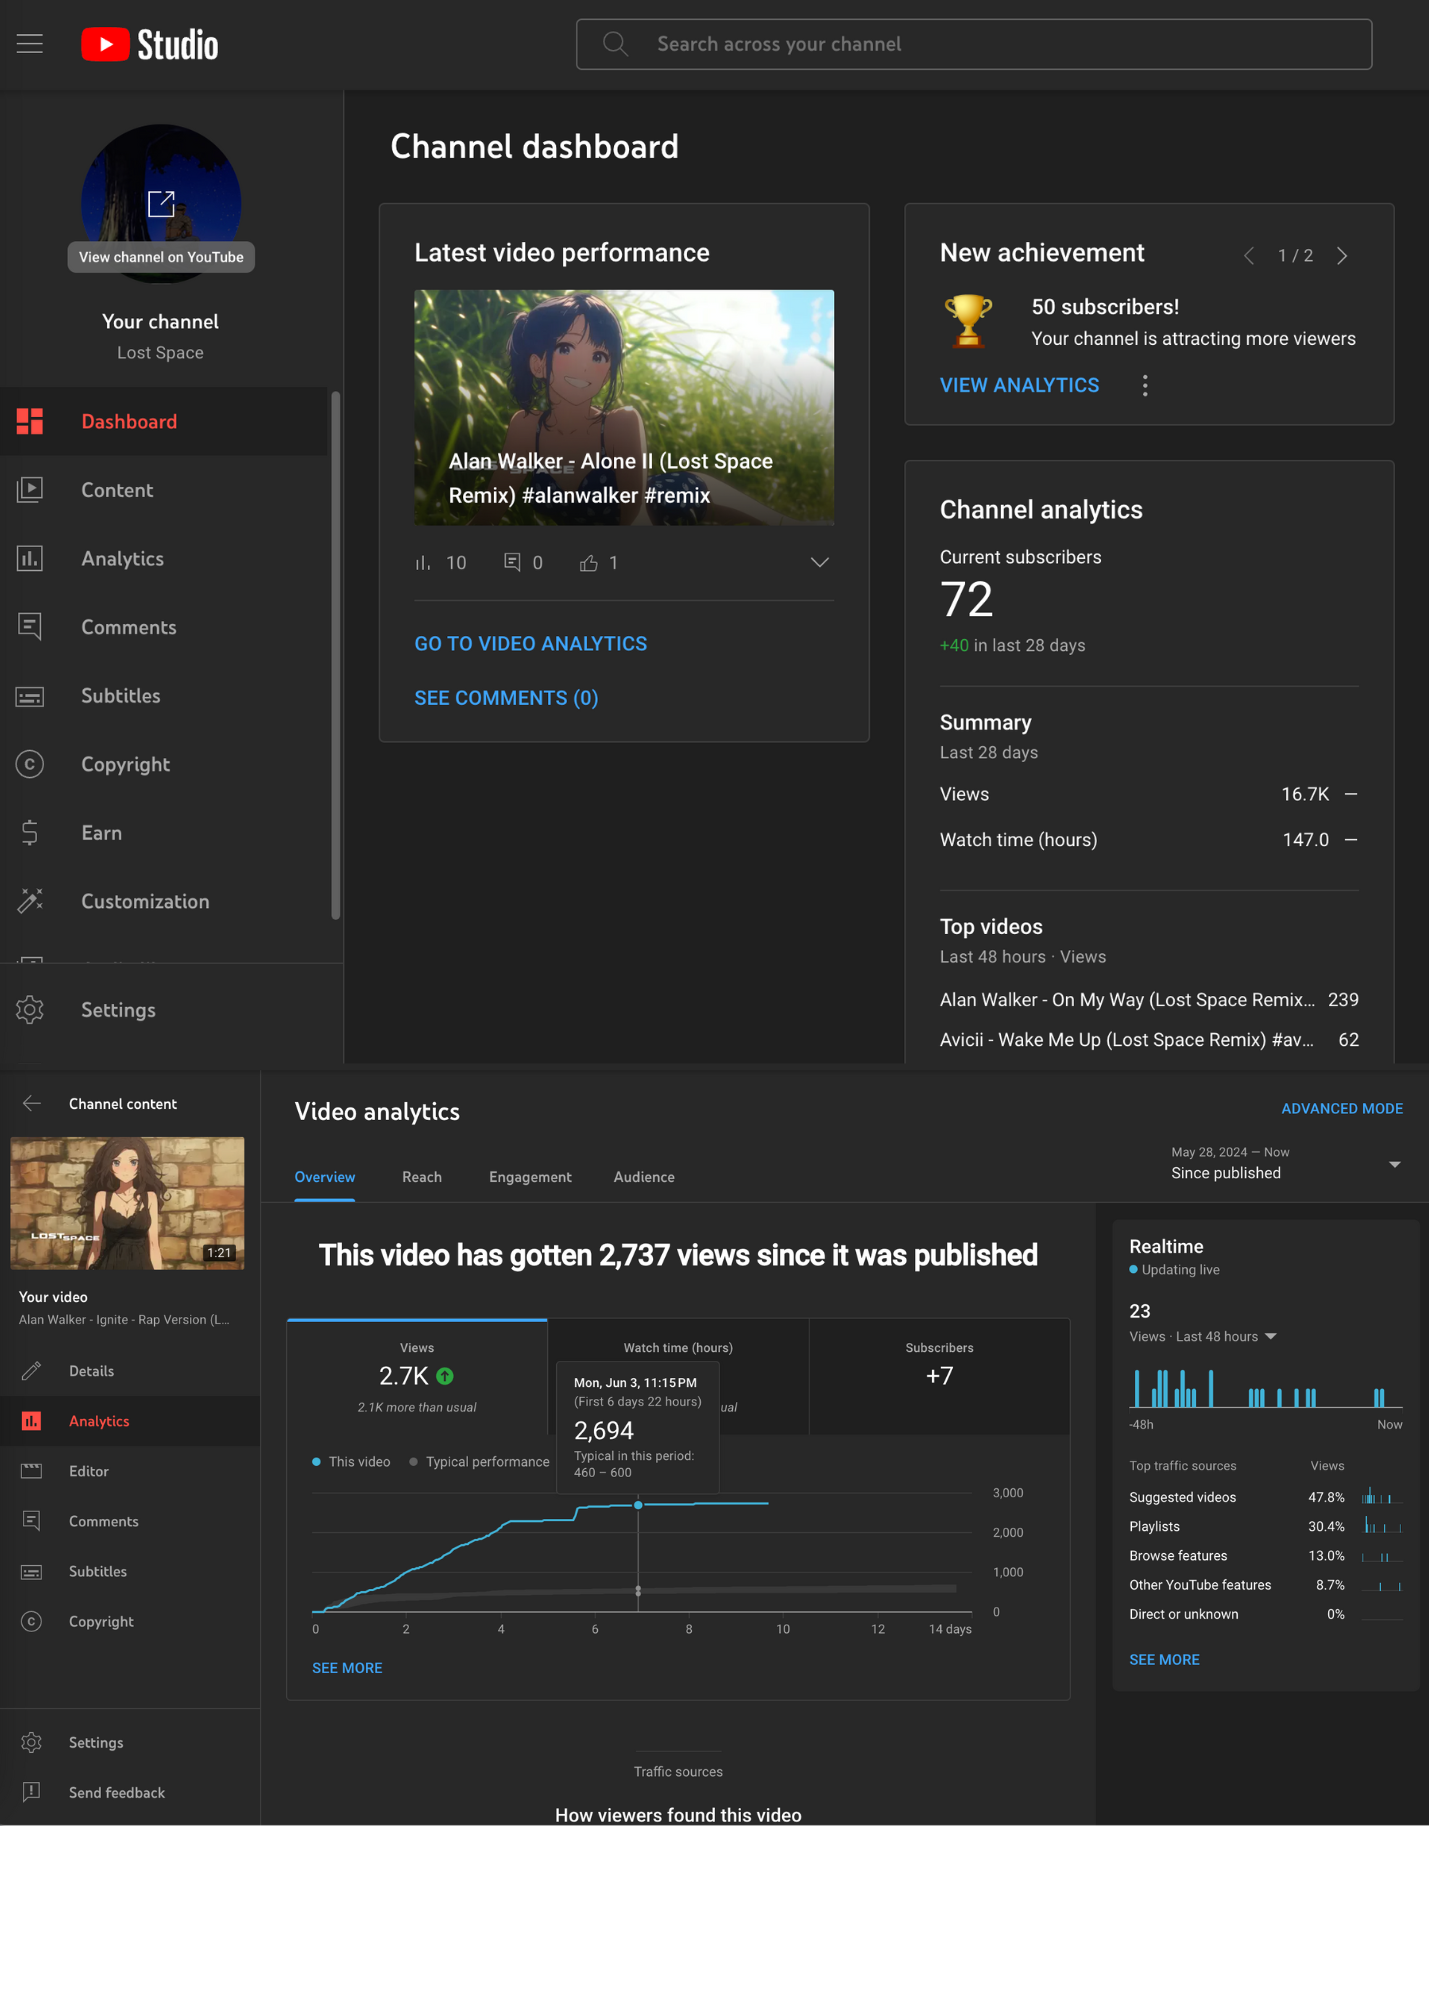 Studio
Search across your channel
View channel on YouTube
Your channel
Lost Space
Dashboard
Content
Analytics
Comments
Subtitles
Copyright
Earn
Customization
Settings
Channel dashboard
Latest video performance
LOSTSPACE
Alan Walker - Alone II (Lost Space
Remix) #alanwalker #remix
10 0 1
GO TO VIDEO ANALYTICS
SEE COMMENTS (0)
New achievement
1 / 2
50 subscribers!
Your channel is attracting more viewers
VIEW ANALYTICS
Channel analytics
Current subscribers
72
+40 in last 28 days
Summary
Last 28 days
Views 16.7K —
Watch time (hours) 147.0 —
Top videos
Last 48 hours · Views
Alan Walker - On My Way (Lost Space Remix... 239
Avicii - Wake Me Up (Lost Space Remix) #av... 62
Channel content
LOSTSPACE
1:21
Your video
Alan Walker - Ignite - Rap Version (L...
Details
Analytics
Editor
Comments
Subtitles
Copyright
Settings
Send feedback
Video analytics
ADVANCED MODE
May 28, 2024 – Now
Since published
Overview Reach Engagement Audience
This video has gotten 2,737 views since it was published
Views
2.7K
2.1K more than usual
Watch time (hours)
ual
Subscribers
+7
Mon, Jun 3, 11:15 PM
(First 6 days 22 hours)
2,694
Typical in this period:
460 – 600
This video Typical performance
3,000
2,000
1,000
0
0 2 4 6 8 10 12 14 days
SEE MORE
Traffic sources
How viewers found this video
Realtime
Updating live
23
Views · Last 48 hours
-48h Now
Top traffic sources Views
Suggested videos 47.8%
Playlists 30.4%
Browse features 13.0%
Other YouTube features 8.7%
Direct or unknown 0%
SEE MORE